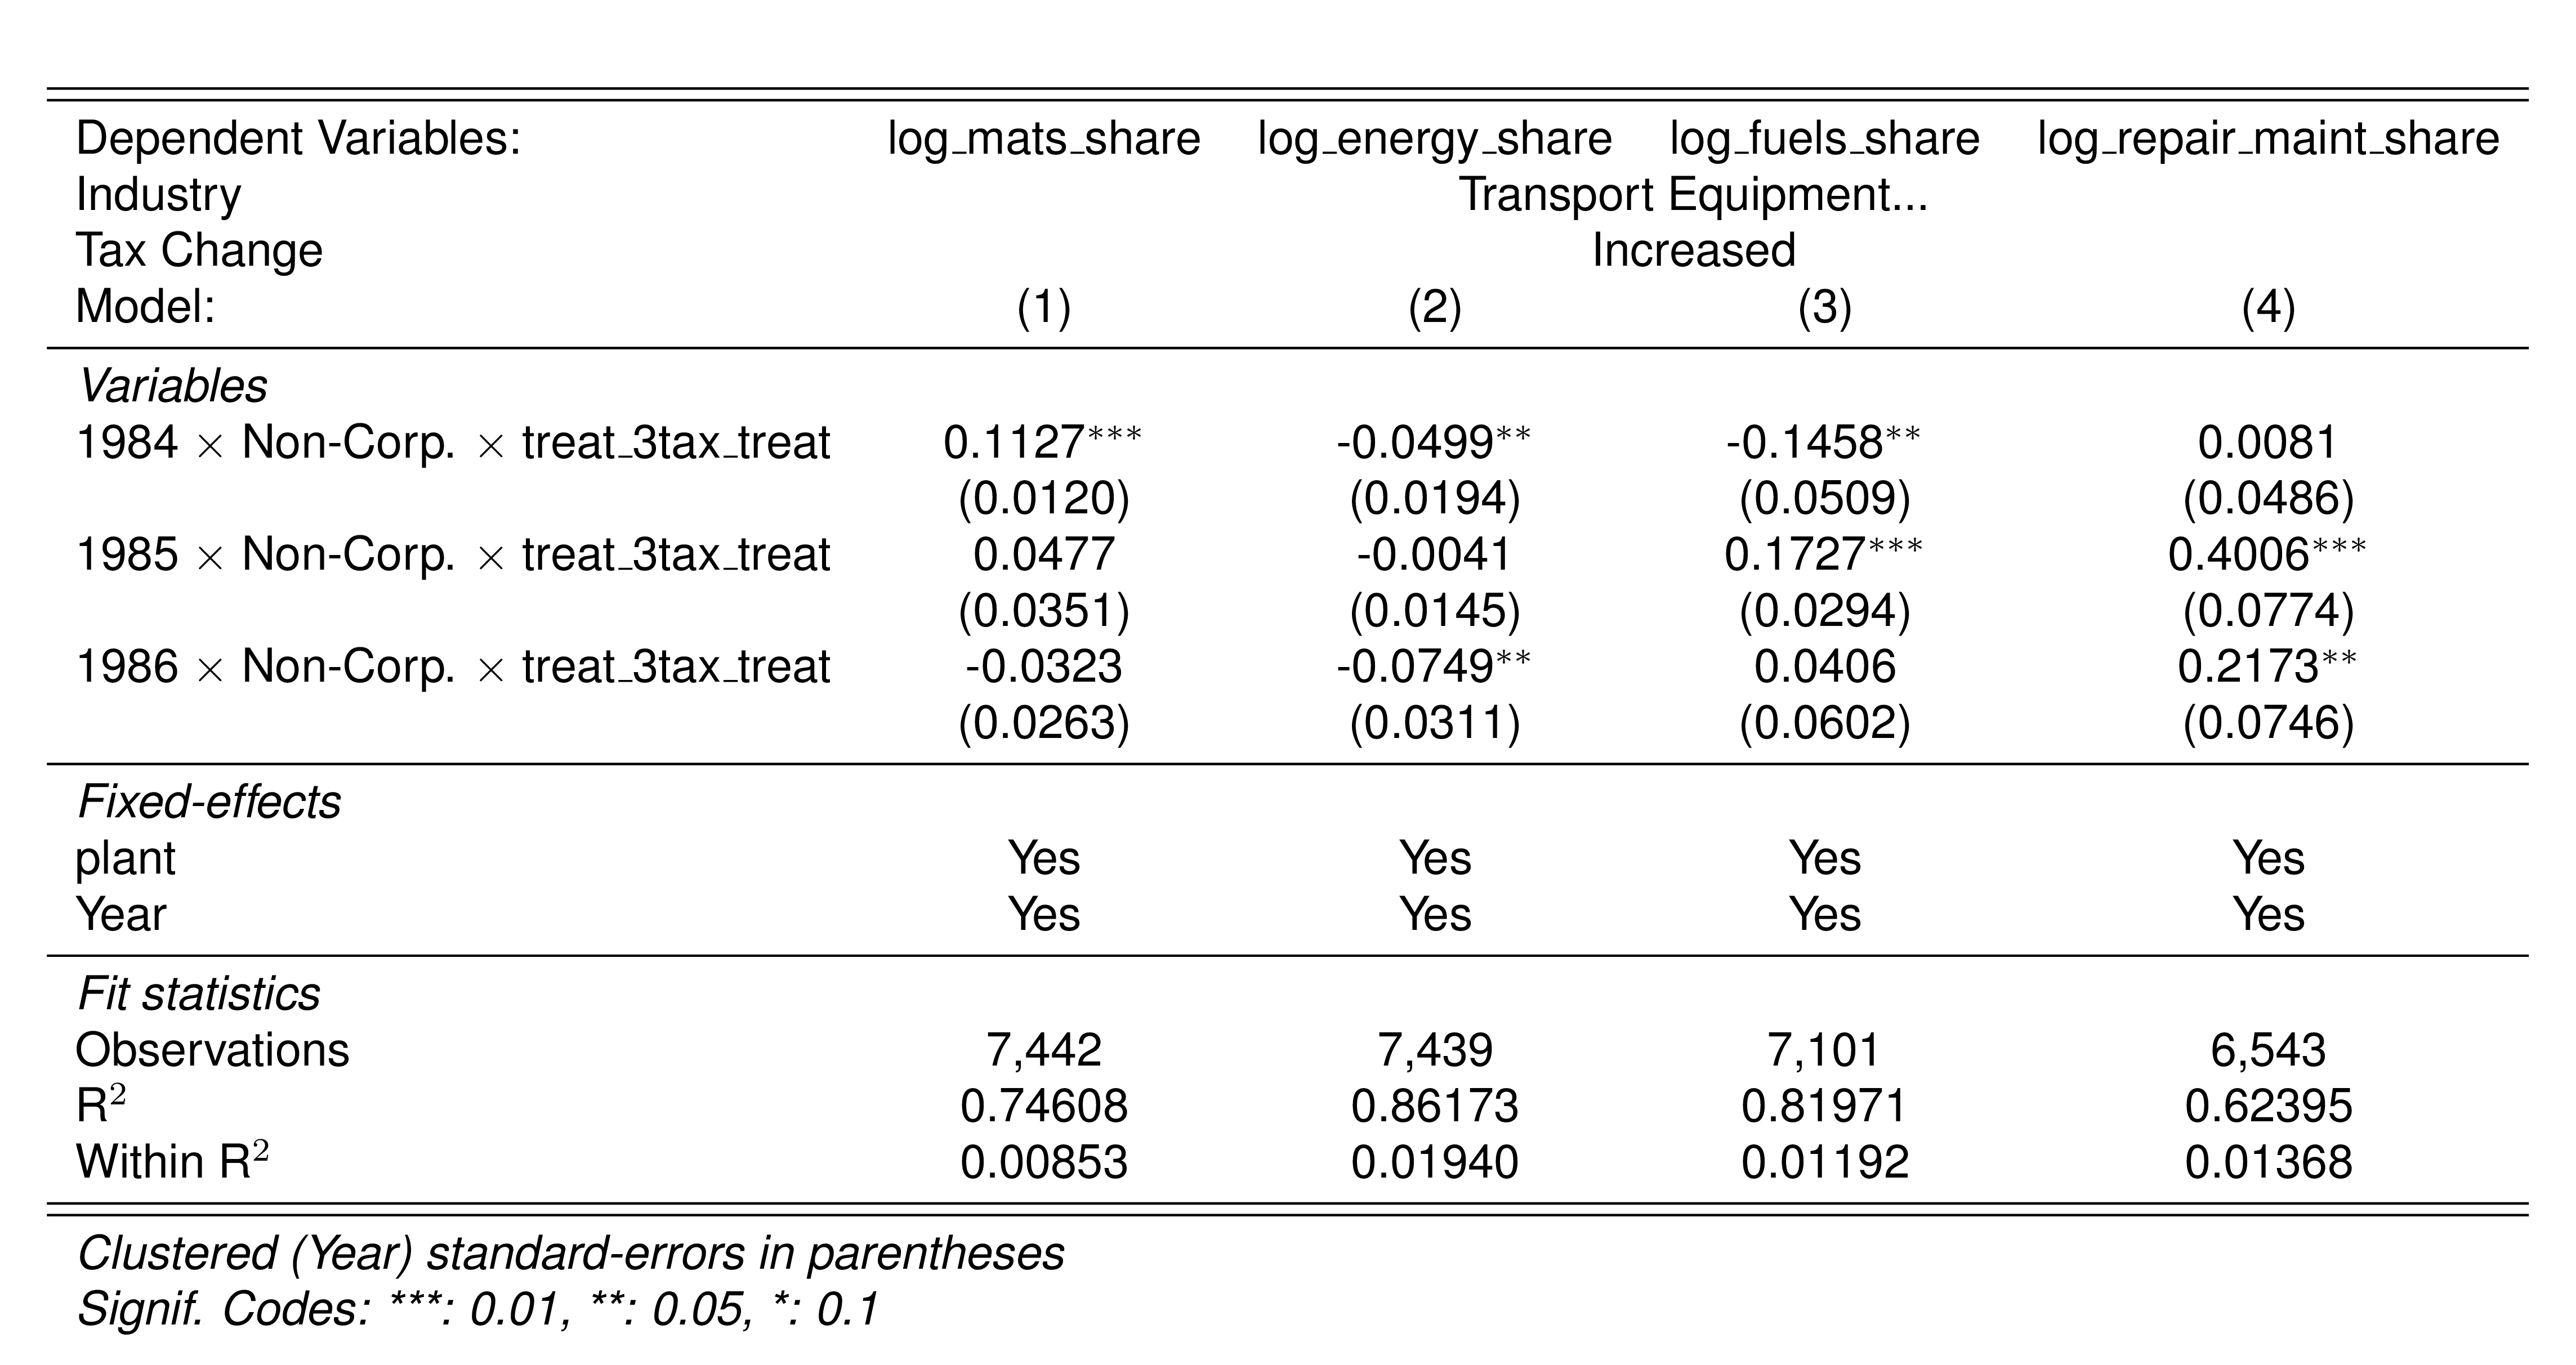 Dependent Variables: log_mats_share log_energy_share log_fuels_share log_repair_maint_share
Industry Transport Equipment...
Tax Change Increased
Model: (1) (2) (3) (4)
Variables
1984 × Non-Corp. × treat_3tax_treat 0.1127*** -0.0499** -0.1458** 0.0081
(0.0120) (0.0194) (0.0509) (0.0486)
1985 × Non-Corp. × treat_3tax_treat 0.0477 -0.0041 0.1727*** 0.4006***
(0.0351) (0.0145) (0.0294) (0.0774)
1986 × Non-Corp. × treat_3tax_treat -0.0323 -0.0749** 0.0406 0.2173**
(0.0263) (0.0311) (0.0602) (0.0746)
Fixed-effects
plant Yes Yes Yes Yes
Year Yes Yes Yes Yes
Fit statistics
Observations 7,442 7,439 7,101 6,543
R² 0.74608 0.86173 0.81971 0.62395
Within R² 0.00853 0.01940 0.01192 0.01368
Clustered (Year) standard-errors in parentheses
Signif. Codes: ***: 0.01, **: 0.05, *: 0.1